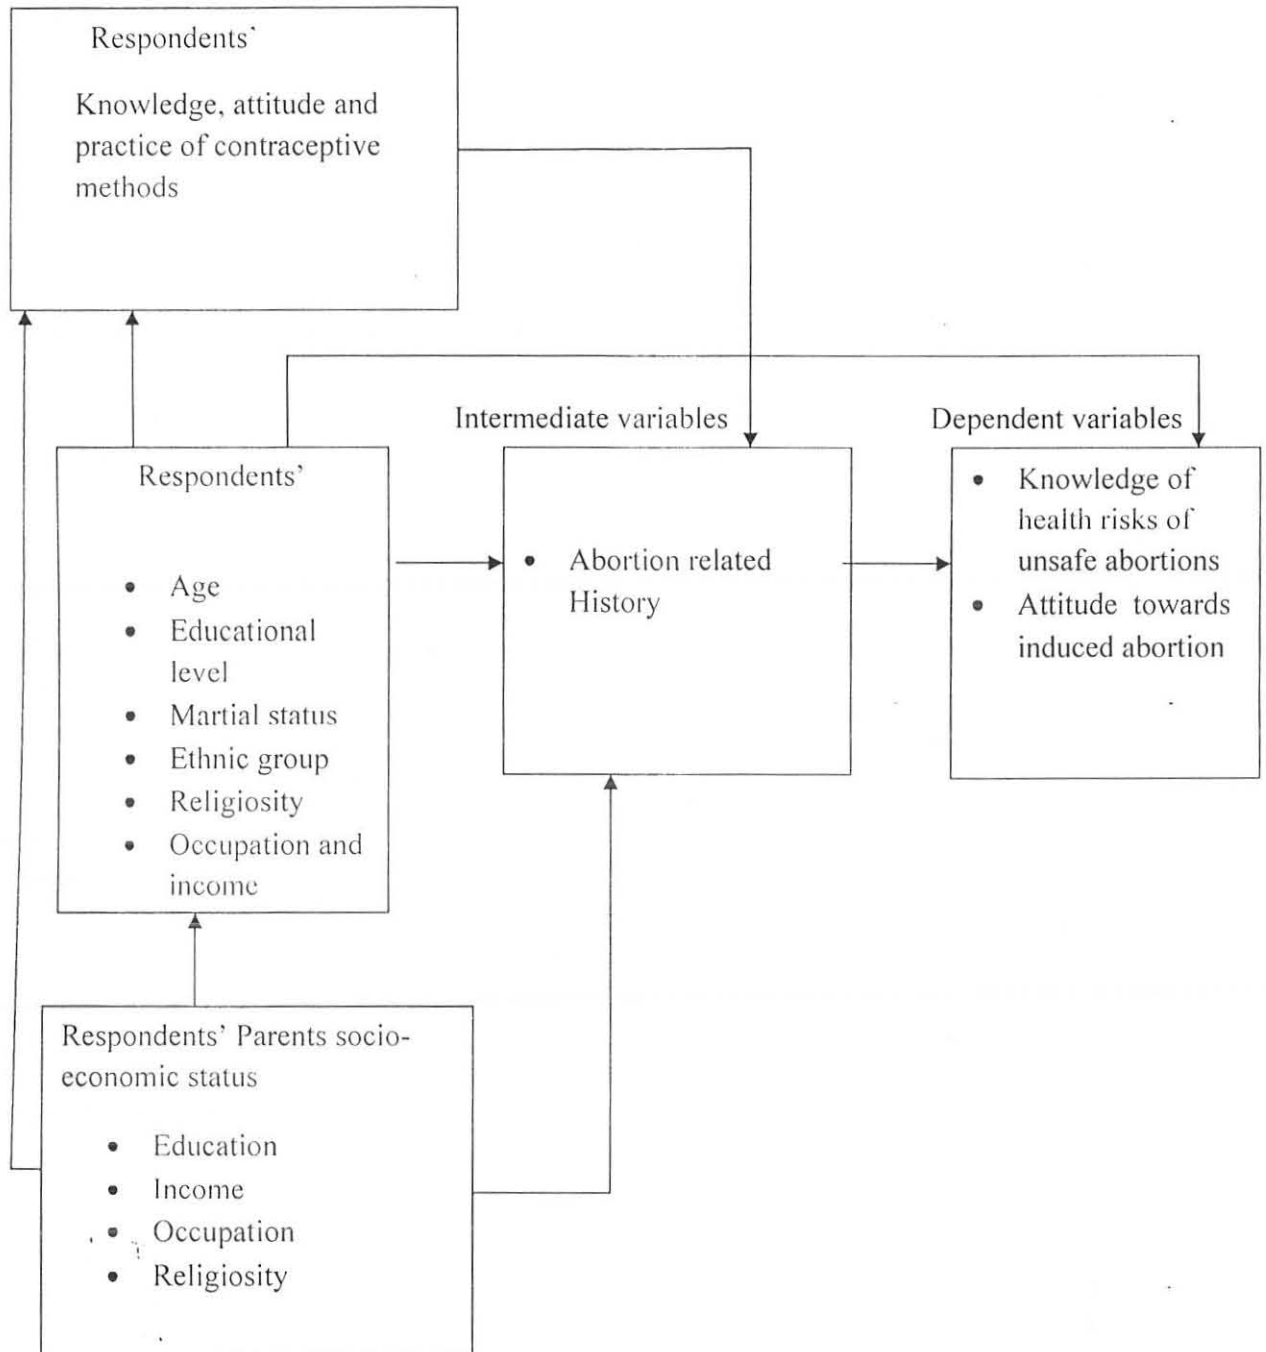 Respondents'
Knowledge, attitude and
practice of contraceptive
methods
Intermediate variables
Dependent variables
Respondents'
• Age
• Educational
level
• Martial status
• Ethnic group
• Religiosity
• Occupation and
income
• Abortion related
History
• Knowledge of
health risks of
unsafe abortions
• Attitude towards
induced abortion
Respondents' Parents socio-
economic status
• Education
• Income
• Occupation
• Religiosity